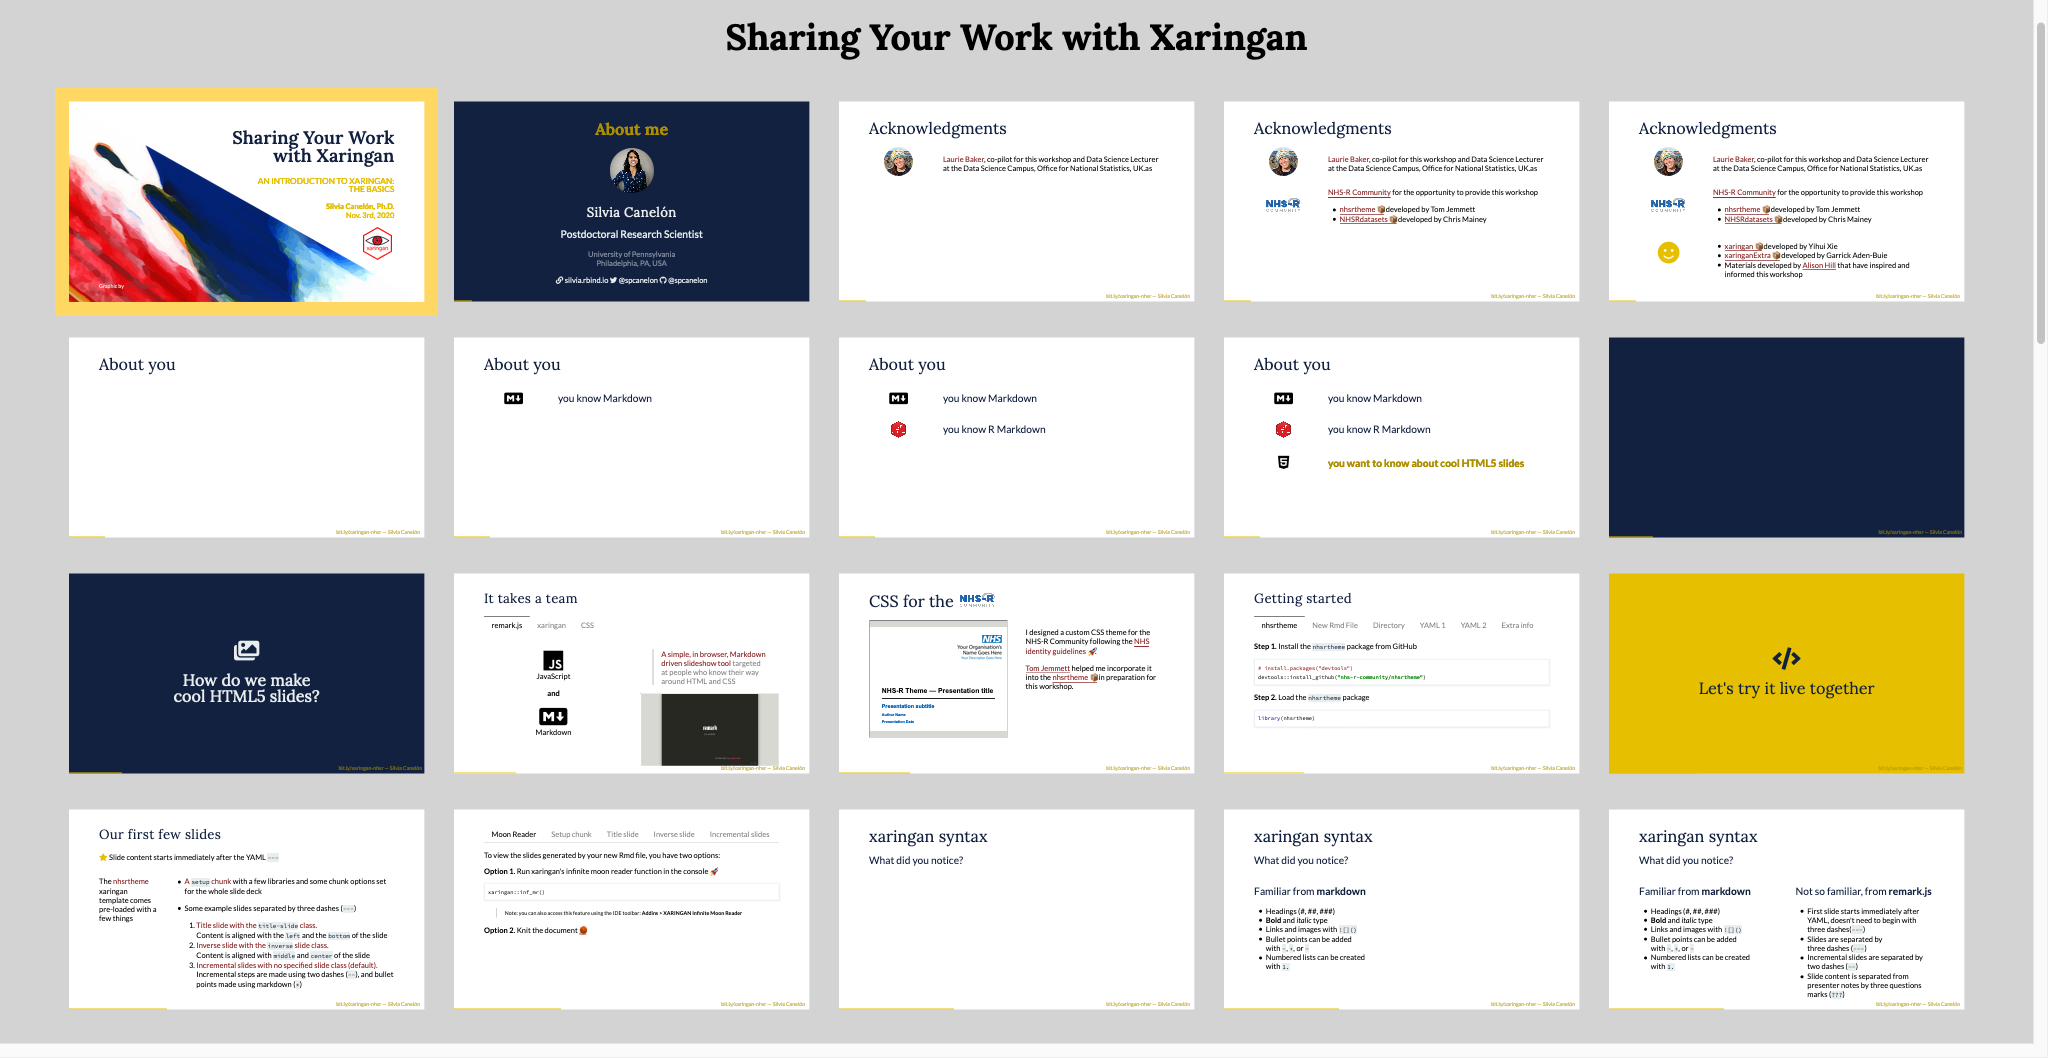 Sharing Your Work with Xaringan
Sharing Your Work
with Xaringan
AN INTRODUCTION TO XARINGAN:
THE BASICS
Silvia Canelón, Ph.D.
Nov. 3rd, 2020
xaringan
Graphic by
About me
Silvia Canelón
Postdoctoral Research Scientist
University of Pennsylvania
Philadelphia, PA, USA
silvia.rbind.io @spcanelon @spcanelon
Acknowledgments
Laurie Baker, co-pilot for this workshop and Data Science Lecturer
at the Data Science Campus, Office for National Statistics, UK.as
bit.ly/xaringan-nhsr — Silvia Canelón
Acknowledgments
Laurie Baker, co-pilot for this workshop and Data Science Lecturer
at the Data Science Campus, Office for National Statistics, UK.as
NHS-R
COMMUNITY
NHS-R Community for the opportunity to provide this workshop
nhsrtheme 📦developed by Tom Jemmett
NHSRdatasets 📦developed by Chris Mainey
bit.ly/xaringan-nhsr — Silvia Canelón
Acknowledgments
Laurie Baker, co-pilot for this workshop and Data Science Lecturer
at the Data Science Campus, Office for National Statistics, UK.as
NHS-R
COMMUNITY
NHS-R Community for the opportunity to provide this workshop
nhsrtheme 📦developed by Tom Jemmett
NHSRdatasets 📦developed by Chris Mainey
xaringan 📦developed by Yihui Xie
xaringanExtra 📦developed by Garrick Aden-Buie
Materials developed by Alison Hill that have inspired and
informed this workshop
bit.ly/xaringan-nhsr — Silvia Canelón
About you
bit.ly/xaringan-nhsr — Silvia Canelón
About you
M
you know Markdown
bit.ly/xaringan-nhsr — Silvia Canelón
About you
M
you know Markdown
you know R Markdown
bit.ly/xaringan-nhsr — Silvia Canelón
About you
M
you know Markdown
you know R Markdown
5
you want to know about cool HTML5 slides
bit.ly/xaringan-nhsr — Silvia Canelón
bit.ly/xaringan-nhsr — Silvia Canelón
How do we make
cool HTML5 slides?
bit.ly/xaringan-nhsr — Silvia Canelón
It takes a team
remark.js xaringan CSS
JS
JavaScript
and
M
Markdown
A simple, in browser, Markdown
driven slideshow tool targeted
at people who know their way
around HTML and CSS
remark
bit.ly/xaringan-nhsr — Silvia Canelón
CSS for the NHS-R
COMMUNITY
NHS
Your Organisation's
Name Goes Here
Your Description Goes Here
NHS-R Theme — Presentation title
Presentation subtitle
Author Name
Presentation Date
I designed a custom CSS theme for the
NHS-R Community following the NHS
identity guidelines 🚀
Tom Jemmett helped me incorporate it
into the nhsrtheme 📦in preparation for
this workshop.
bit.ly/xaringan-nhsr — Silvia Canelón
Getting started
nhsrtheme New Rmd File Directory YAML 1 YAML 2 Extra info
Step 1. Install the nhsrtheme package from GitHub
# install.packages("devtools")
devtools::install_github("nhs-r-community/nhsrtheme")
Step 2. Load the nhsrtheme package
library(nhsrtheme)
bit.ly/xaringan-nhsr — Silvia Canelón
</>
Let's try it live together
bit.ly/xaringan-nhsr — Silvia Canelón
Our first few slides
⭐ Slide content starts immediately after the YAML ---
The nhsrtheme
xaringan
template comes
pre-loaded with a
few things
A setup chunk with a few libraries and some chunk options set
for the whole slide deck
Some example slides separated by three dashes (---)
1. Title slide with the title-slide class.
Content is aligned with the left and the bottom of the slide
2. Inverse slide with the inverse slide class.
Content is aligned with middle and center of the slide
3. Incremental slides with no specified slide class (default).
Incremental steps are made using two dashes (--), and bullet
points made using markdown (*)
bit.ly/xaringan-nhsr — Silvia Canelón
Moon Reader Setup chunk Title slide Inverse slide Incremental slides
To view the slides generated by your new Rmd file, you have two options:
Option 1. Run xaringan's infinite moon reader function in the console 🚀
xaringan::inf_mr()
Note: you can also access this feature using the IDE toolbar: Addins > XARINGAN Infinite Moon Reader
Option 2. Knit the document 🧶
bit.ly/xaringan-nhsr — Silvia Canelón
xaringan syntax
What did you notice?
bit.ly/xaringan-nhsr — Silvia Canelón
xaringan syntax
What did you notice?
Familiar from markdown
Headings (#, ##, ###)
Bold and italic type
Links and images with ![]()
Bullet points can be added
with -, *, or +
Numbered lists can be created
with 1.
bit.ly/xaringan-nhsr — Silvia Canelón
xaringan syntax
What did you notice?
Familiar from markdown
Headings (#, ##, ###)
Bold and italic type
Links and images with ![]()
Bullet points can be added
with -, *, or +
Numbered lists can be created
with 1.
Not so familiar, from remark.js
First slide starts immediately after
YAML, doesn't need to begin with
three dashes(---)
Slides are separated by
three dashes (---)
Incremental slides are separated by
two dashes (--)
Slide content is separated from
presenter notes by three questions
marks (???)
bit.ly/xaringan-nhsr — Silvia Canelón